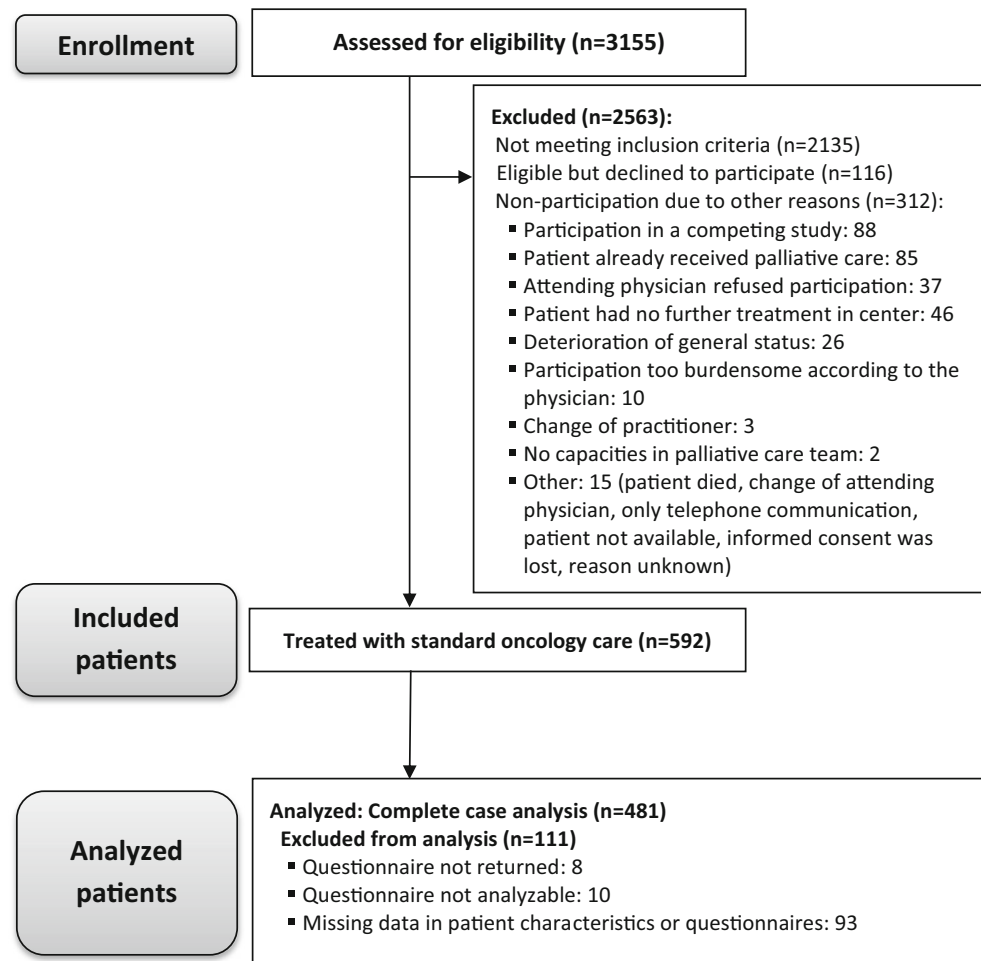 Enrollment
Assessed for eligibility (n=3155)
Excluded (n=2563):
Not meeting inclusion criteria (n=2135)
Eligible but declined to participate (n=116)
Non-participation due to other reasons (n=312):
▪ Participation in a competing study: 88
▪ Patient already received palliative care: 85
▪ Attending physician refused participation: 37
▪ Patient had no further treatment in center: 46
▪ Deterioration of general status: 26
▪ Participation too burdensome according to the
physician: 10
▪ Change of practitioner: 3
▪ No capacities in palliative care team: 2
▪ Other: 15 (patient died, change of attending
physician, only telephone communication,
patient not available, informed consent was
lost, reason unknown)
Included
patients
Treated with standard oncology care (n=592)
Analyzed
patients
Analyzed: Complete case analysis (n=481)
Excluded from analysis (n=111)
▪ Questionnaire not returned: 8
▪ Questionnaire not analyzable: 10
▪ Missing data in patient characteristics or questionnaires: 93